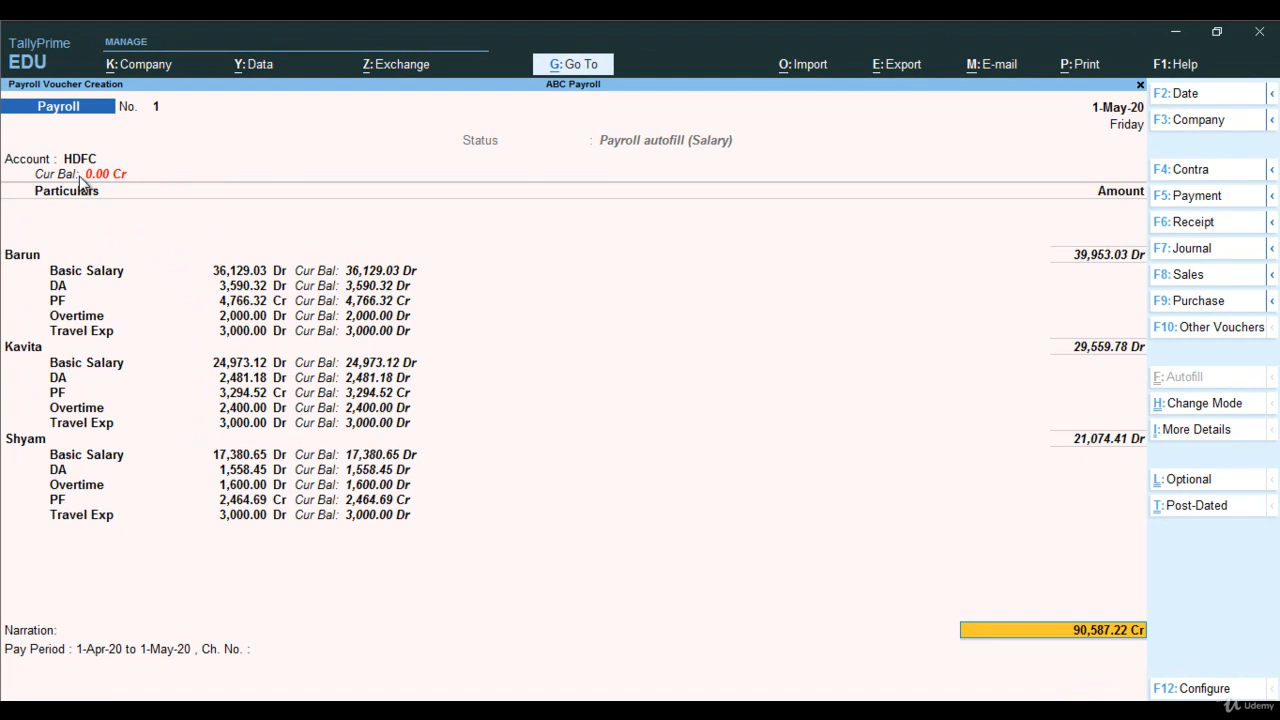 TallyPrime
EDU
MANAGE
K: Company Y: Data Z: Exchange G: Go To O: Import E: Export M: E-mail P: Print F1: Help
Payroll Voucher Creation ABC Payroll
Payroll No. 1 1-May-20
Friday
Status : Payroll autofill (Salary)
Account : HDFC
Cur Bal: 0.00 Cr
Particulars Amount
Barun 39,953.03 Dr
Basic Salary 36,129.03 Dr Cur Bal: 36,129.03 Dr
DA 3,590.32 Dr Cur Bal: 3,590.32 Dr
PF 4,766.32 Cr Cur Bal: 4,766.32 Cr
Overtime 2,000.00 Dr Cur Bal: 2,000.00 Dr
Travel Exp 3,000.00 Dr Cur Bal: 3,000.00 Dr
Kavita 29,559.78 Dr
Basic Salary 24,973.12 Dr Cur Bal: 24,973.12 Dr
DA 2,481.18 Dr Cur Bal: 2,481.18 Dr
PF 3,294.52 Cr Cur Bal: 3,294.52 Cr
Overtime 2,400.00 Dr Cur Bal: 2,400.00 Dr
Travel Exp 3,000.00 Dr Cur Bal: 3,000.00 Dr
Shyam 21,074.41 Dr
Basic Salary 17,380.65 Dr Cur Bal: 17,380.65 Dr
DA 1,558.45 Dr Cur Bal: 1,558.45 Dr
Overtime 1,600.00 Dr Cur Bal: 1,600.00 Dr
PF 2,464.69 Cr Cur Bal: 2,464.69 Cr
Travel Exp 3,000.00 Dr Cur Bal: 3,000.00 Dr
Narration: 90,587.22 Cr
Pay Period : 1-Apr-20 to 1-May-20 , Ch. No. :
F2: Date
F3: Company
F4: Contra
F5: Payment
F6: Receipt
F7: Journal
F8: Sales
F9: Purchase
F10: Other Vouchers
F: Autofill
H: Change Mode
I: More Details
L: Optional
T: Post-Dated
F12: Configure
Udemy